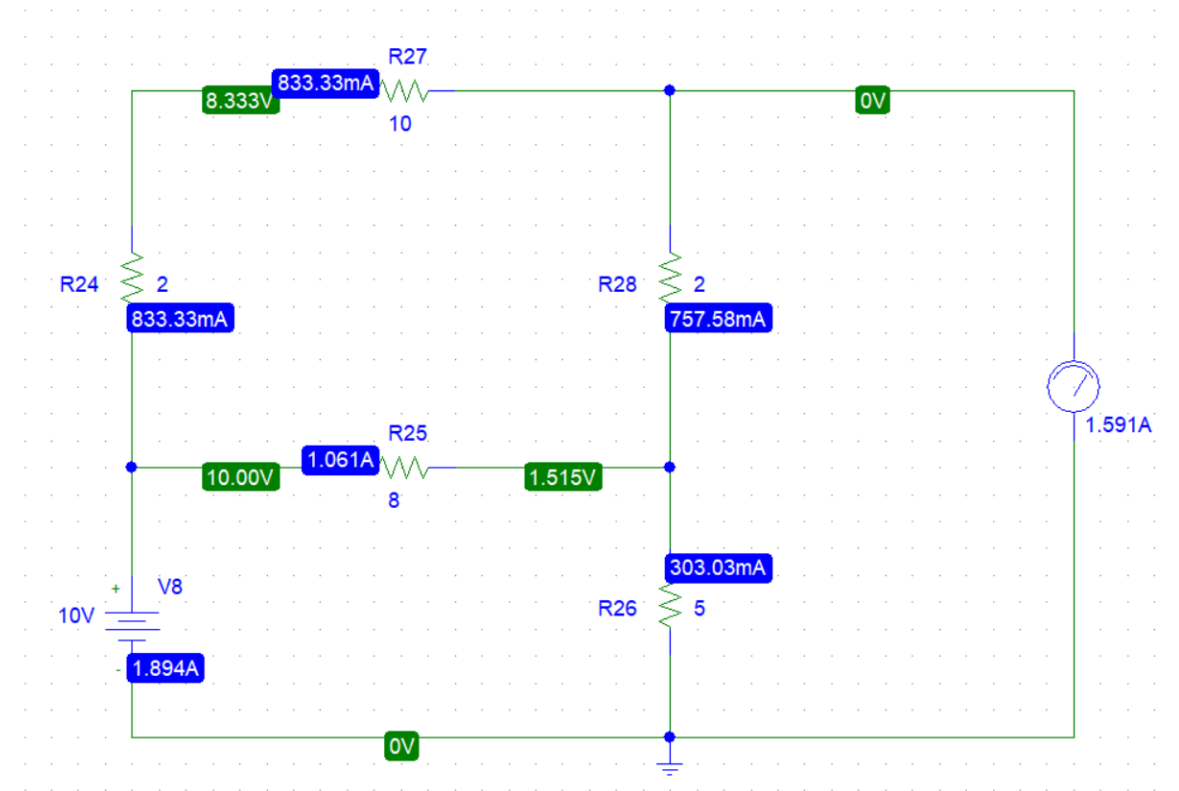 R27
833.33mA
8.333V
0V
10
R24
2
R28
2
833.33mA
757.58mA
1.591A
R25
1.061A
10.00V
1.515V
8
303.03mA
+
V8
10V
R26
5
-
1.894A
0V